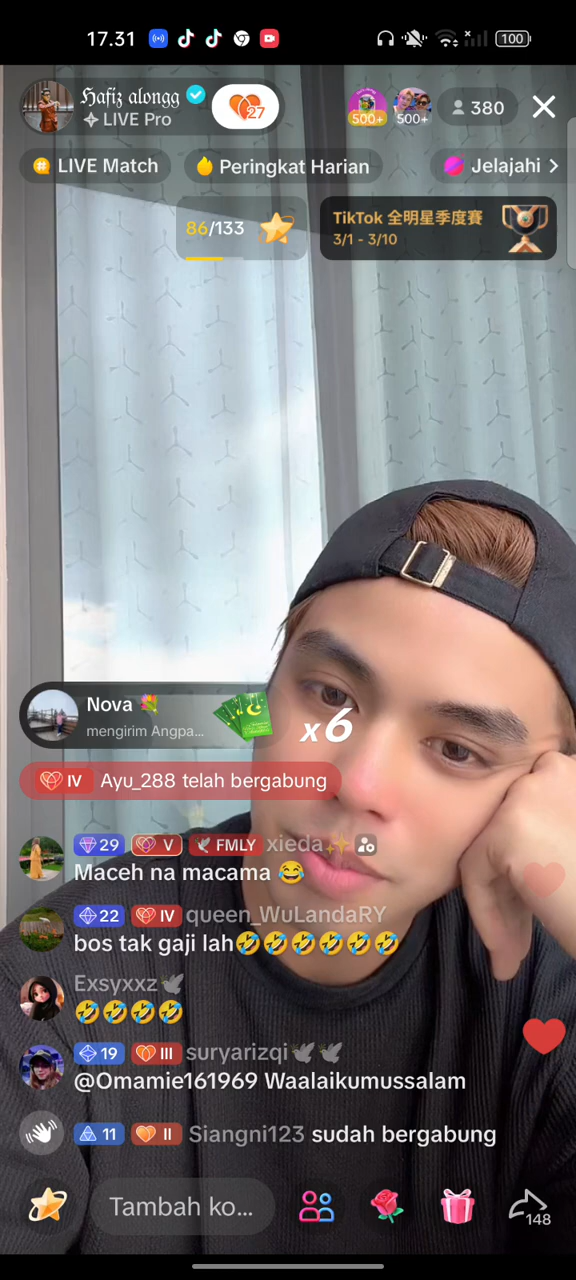 17.31
100
ℌafiz alongg
LIVE Pro
27
500+
500+
380
LIVE Match
Peringkat Harian
Jelajahi >
86/133
TikTok 全明星季度賽
3/1 - 3/10
Nova
mengirim Angpa...
x6
IV Ayu_288 telah bergabung
29 V FMLY xieda✨
Maceh na macama 😂
22 IV queen_WuLandaRY
bos tak gaji lah🤣🤣🤣🤣🤣🤣
Exsyxxz🕊
🤣🤣🤣🤣
19 III suryarizqi🕊🕊
@Omamie161969 Waalaikumussalam
11 II Siangni123 sudah bergabung
Tambah ko...
148